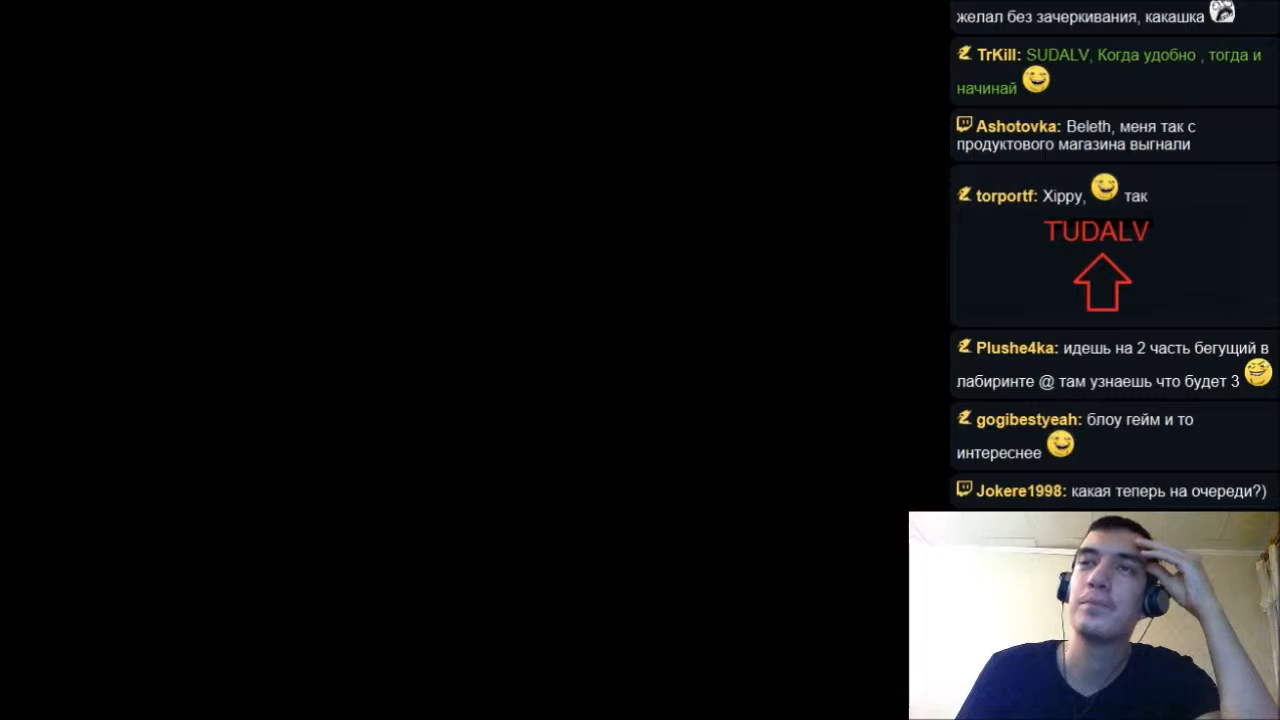 желал без зачеркивания, какашка
TrKill: SUDALV, Когда удобно , тогда и
начинай
Ashotovka: Beleth, меня так с
продуктового магазина выгнали
torportf: Xippy, так
TUDALV
Plushe4ka: идешь на 2 часть бегущий в
лабиринте @ там узнаешь что будет 3
gogibestyeah: блоу гейм и то
интереснее
Jokere1998: какая теперь на очереди?)